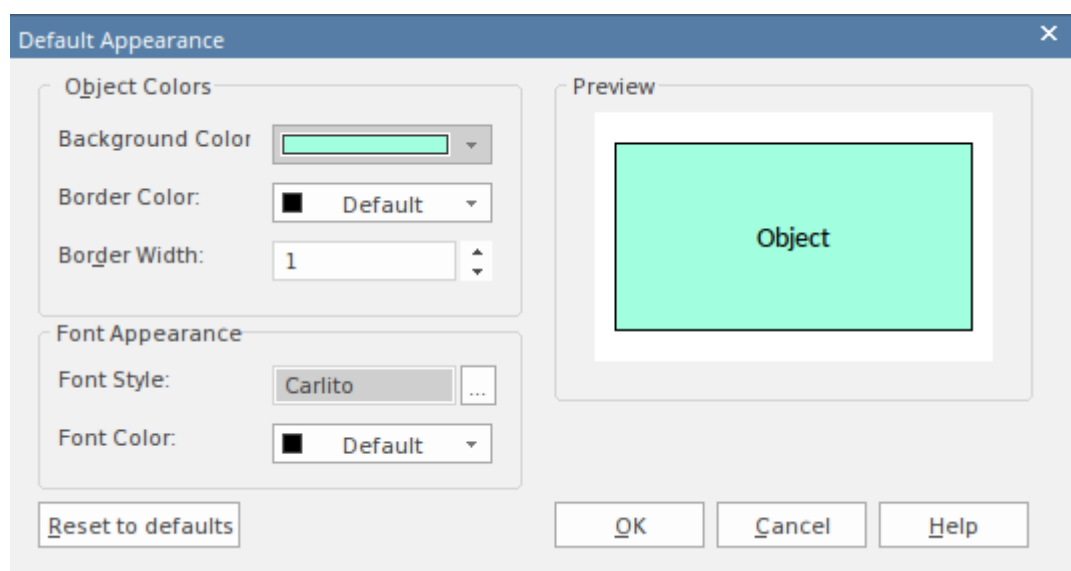 Default Appearance
Object Colors
Background Color
Border Color:
Default
Border Width:
1
Font Appearance
Font Style:
Carlito
...
Font Color:
Default
Preview
Object
Reset to defaults
OK
Cancel
Help